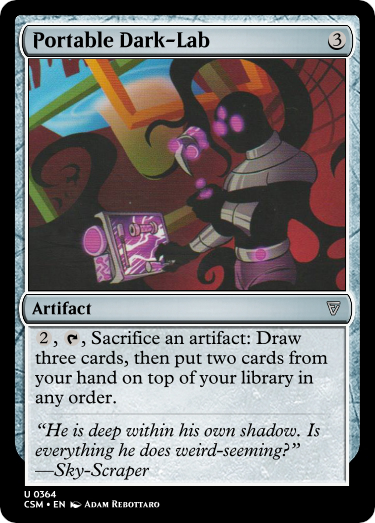 Portable Dark-Lab 3
Artifact
2, T, Sacrifice an artifact: Draw
three cards, then put two cards from
your hand on top of your library in
any order.
“He is deep within his own shadow. Is
everything he does weird-seeming?”
—Sky-Scraper
U 0364
CSM • EN Adam Rebottaro